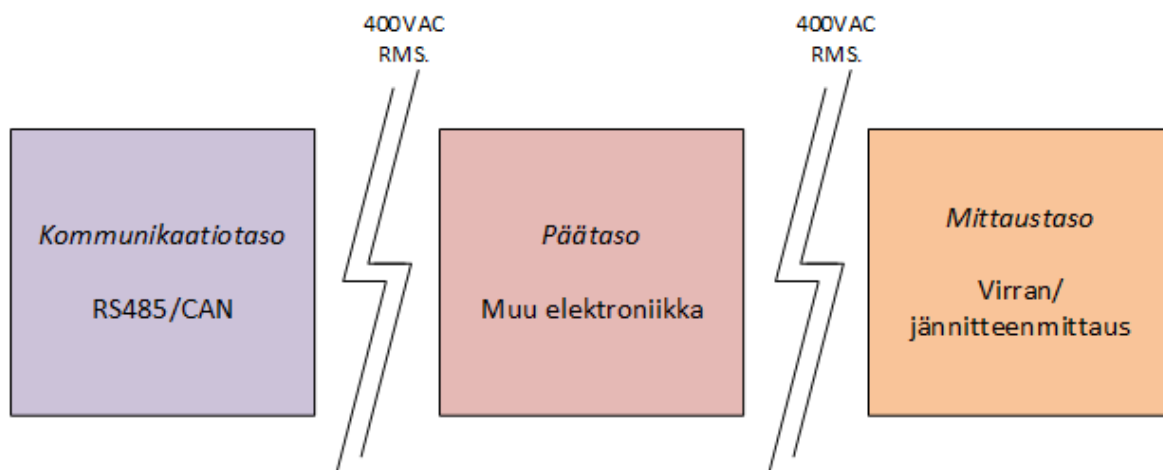 400VAC
RMS.
400VAC
RMS.
Kommunikaatiotaso
RS485/CAN
Päätaso
Muu elektroniikka
Mittaustaso
Virran/
jännitteenmittaus